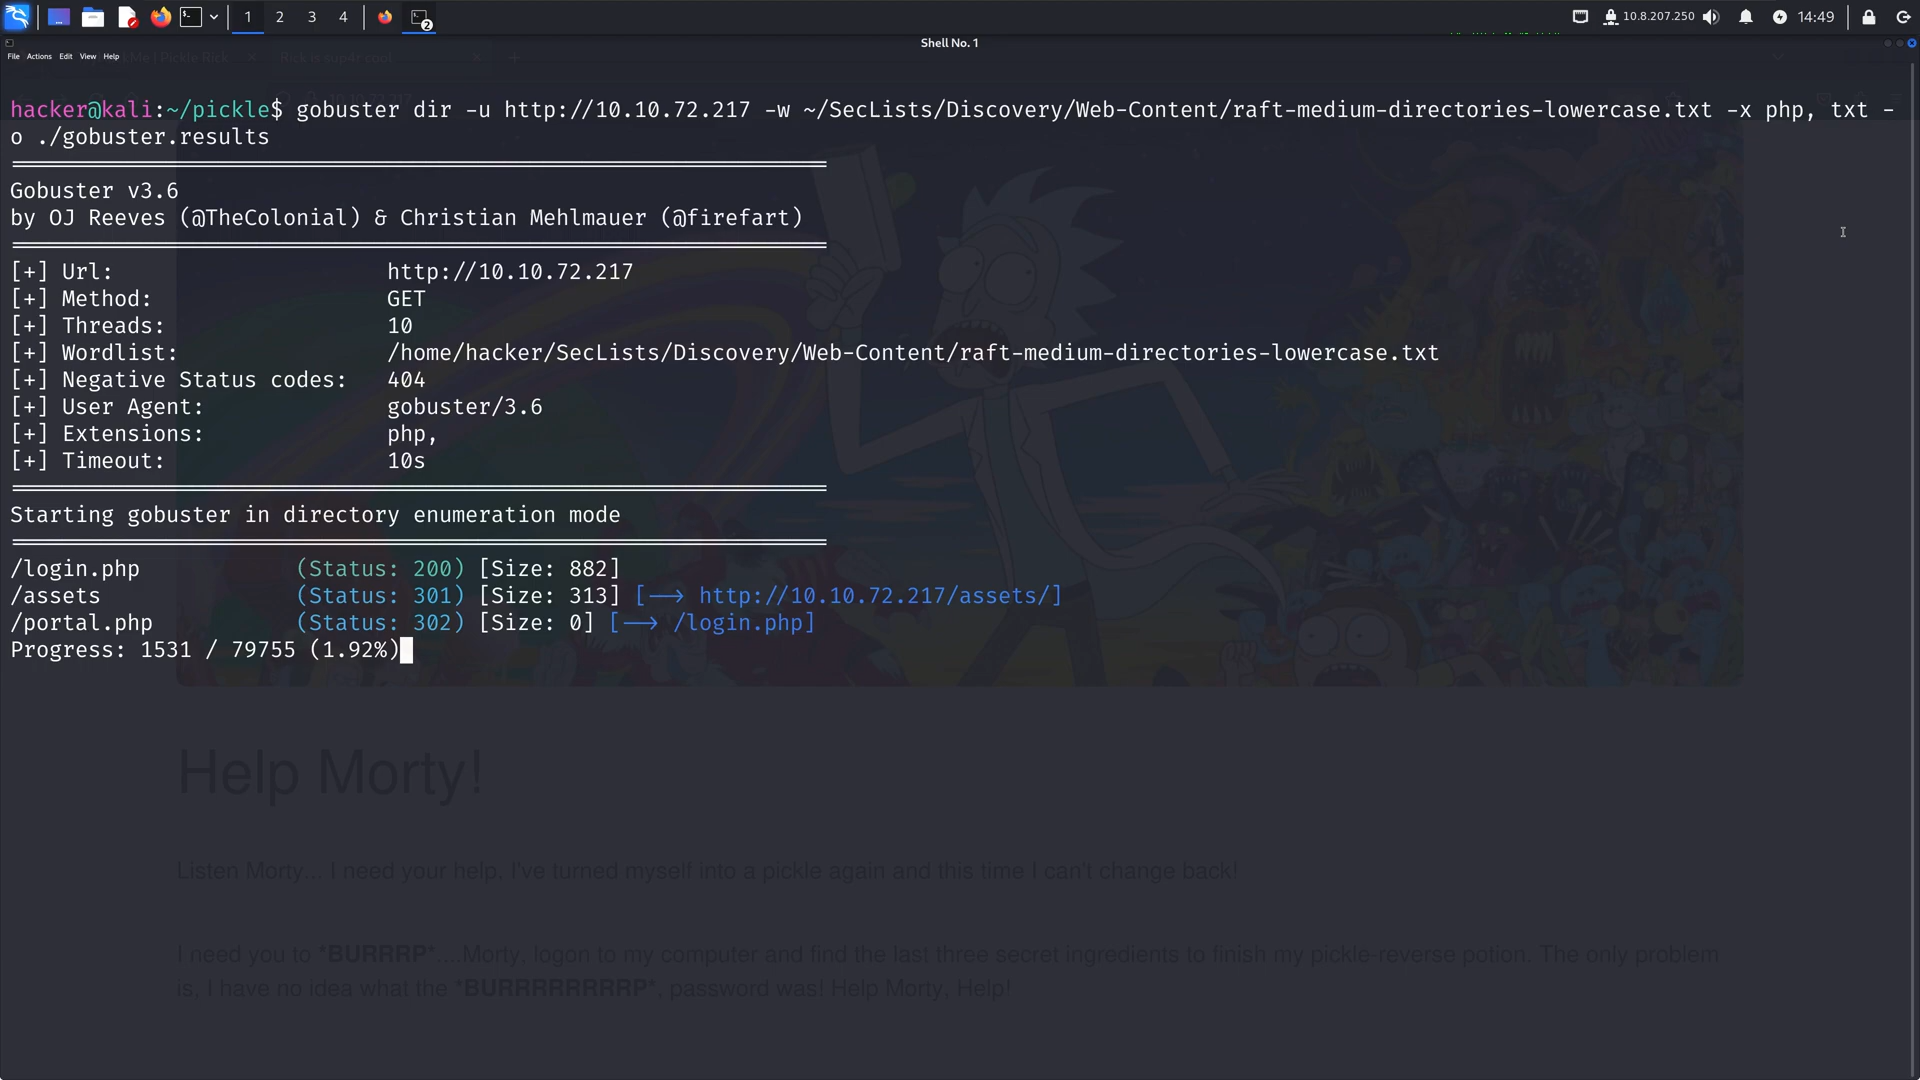 1 2 3 4 2 10.8.207.250 14:49
Shell No. 1
File Actions Edit View Help
Me | Pickle Rick Rick is sup4r cool
hacker@kali:~/pickle$ gobuster dir -u http://10.10.72.217 -w ~/SecLists/Discovery/Web-Content/raft-medium-directories-lowercase.txt -x php, txt -
o ./gobuster.results
===============================================================
Gobuster v3.6
by OJ Reeves (@TheColonial) & Christian Mehlmauer (@firefart)
===============================================================
[+] Url: http://10.10.72.217
[+] Method: GET
[+] Threads: 10
[+] Wordlist: /home/hacker/SecLists/Discovery/Web-Content/raft-medium-directories-lowercase.txt
[+] Negative Status codes: 404
[+] User Agent: gobuster/3.6
[+] Extensions: php,
[+] Timeout: 10s
===============================================================
Starting gobuster in directory enumeration mode
===============================================================
/login.php (Status: 200) [Size: 882]
/assets (Status: 301) [Size: 313] [--> http://10.10.72.217/assets/]
/portal.php (Status: 302) [Size: 0] [--> /login.php]
Progress: 1531 / 79755 (1.92%)
Help Morty!
Listen Morty... I need your help, I've turned myself into a pickle again and this time I can't change back!
I need you to *BURRRP*....Morty, logon to my computer and find the last three secret ingredients to finish my pickle-reverse potion. The only problem
is, I have no idea what the *BURRRRRRRRP*, password was! Help Morty, Help!